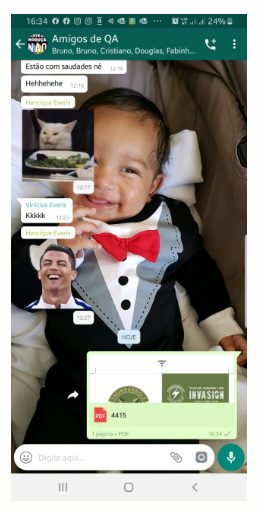 16:34
24%
Amigos de QA
Bruno, Bruno, Cristiano, Douglas, Fabinh...
Estão com saudades né 12:16
Hehhehehe 12:16
Henrique Everis
12:17
Vinicius Everis
Kkkkk 12:25
Henrique Everis
12:27
HOJE
INVASION
PDF 4415
1 página • PDF 16:34
Digite aqui...